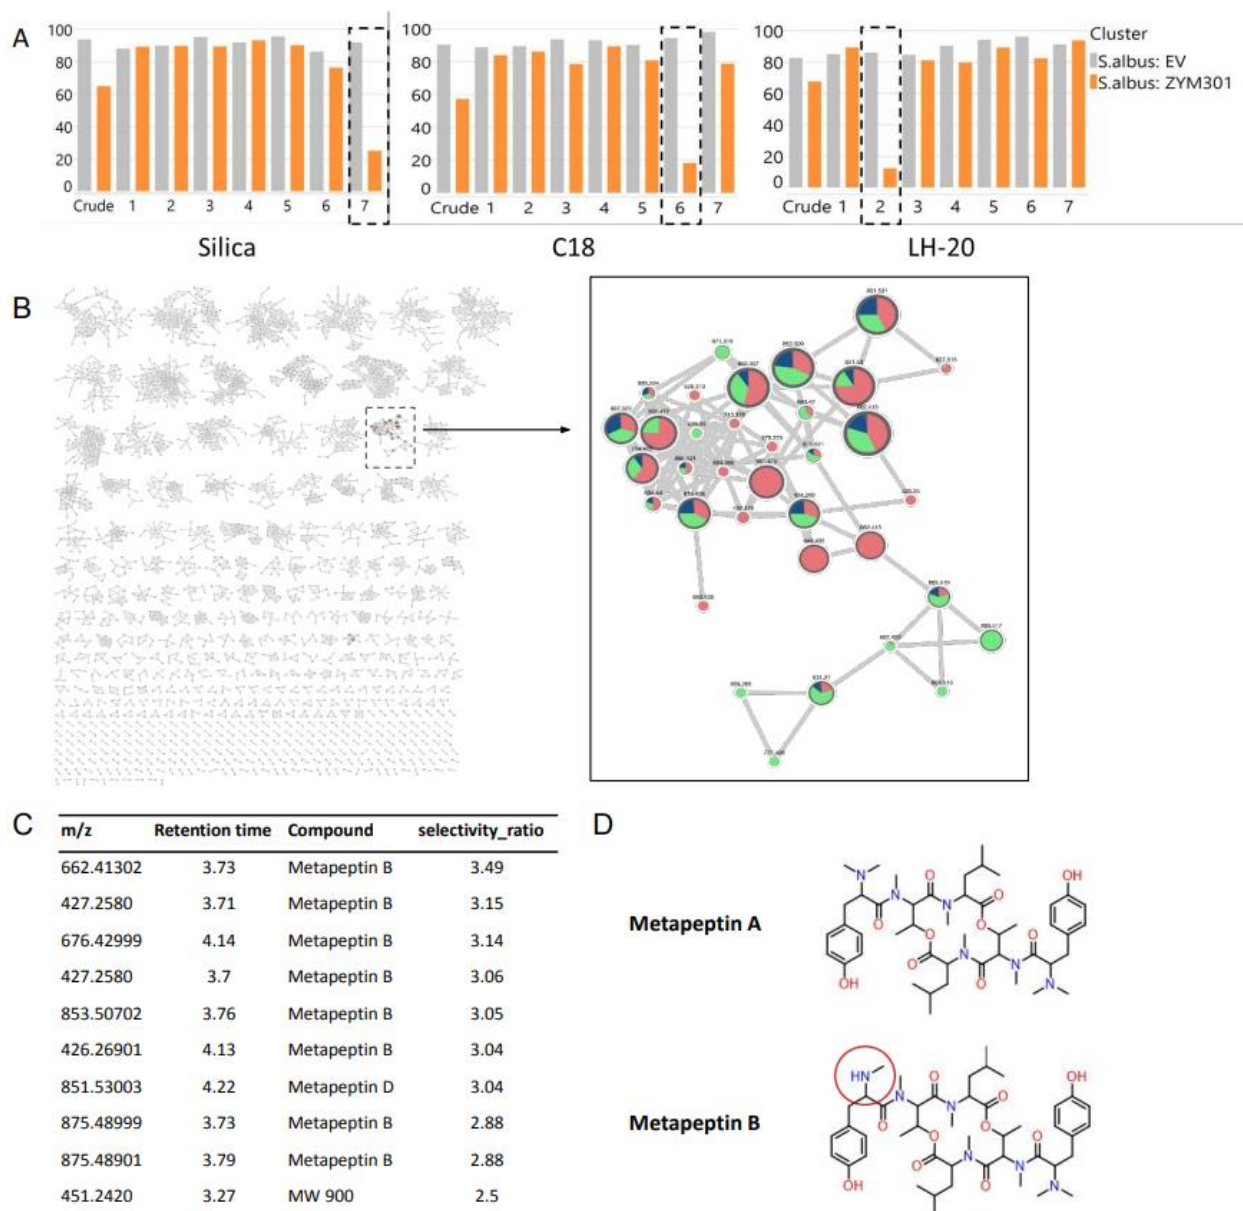 A
100
80
60
40
20
0
Crude 1 2 3 4 5 6 7
Silica
100
80
60
40
20
0
Crude 1 2 3 4 5 6 7
C18
100
80
60
40
20
0
Crude 1 2 3 4 5 6 7
LH-20
Cluster
S.albus: EV
S.albus: ZYM301
B
C
m/z Retention time Compound selectivity_ratio
662.41302 3.73 Metapeptin B 3.49
427.2580 3.71 Metapeptin B 3.15
676.42999 4.14 Metapeptin B 3.14
427.2580 3.7 Metapeptin B 3.06
853.50702 3.76 Metapeptin B 3.05
426.26901 4.13 Metapeptin B 3.04
851.53003 4.22 Metapeptin D 3.04
875.48999 3.73 Metapeptin B 2.88
875.48901 3.79 Metapeptin B 2.88
451.2420 3.27 MW 900 2.5
D
Metapeptin A
N
O
N
O
N
O
O
OH
O
O
N
O
N
O
N
OH
Metapeptin B
HN
O
N
O
N
O
O
OH
O
O
N
O
N
O
N
OH